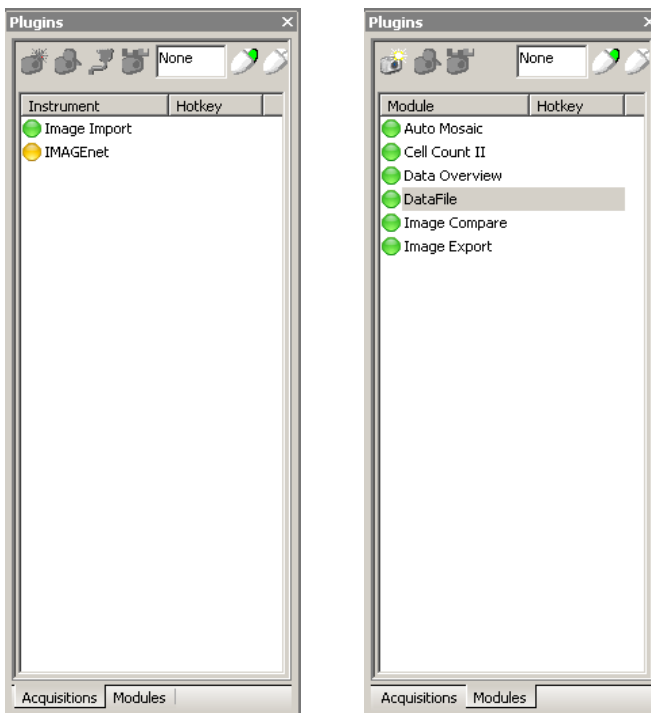 Plugins
None
Instrument Hotkey
Image Import
IMAGEnet
Acquisitions Modules
Plugins
None
Module Hotkey
Auto Mosaic
Cell Count II
Data Overview
DataFile
Image Compare
Image Export
Acquisitions Modules